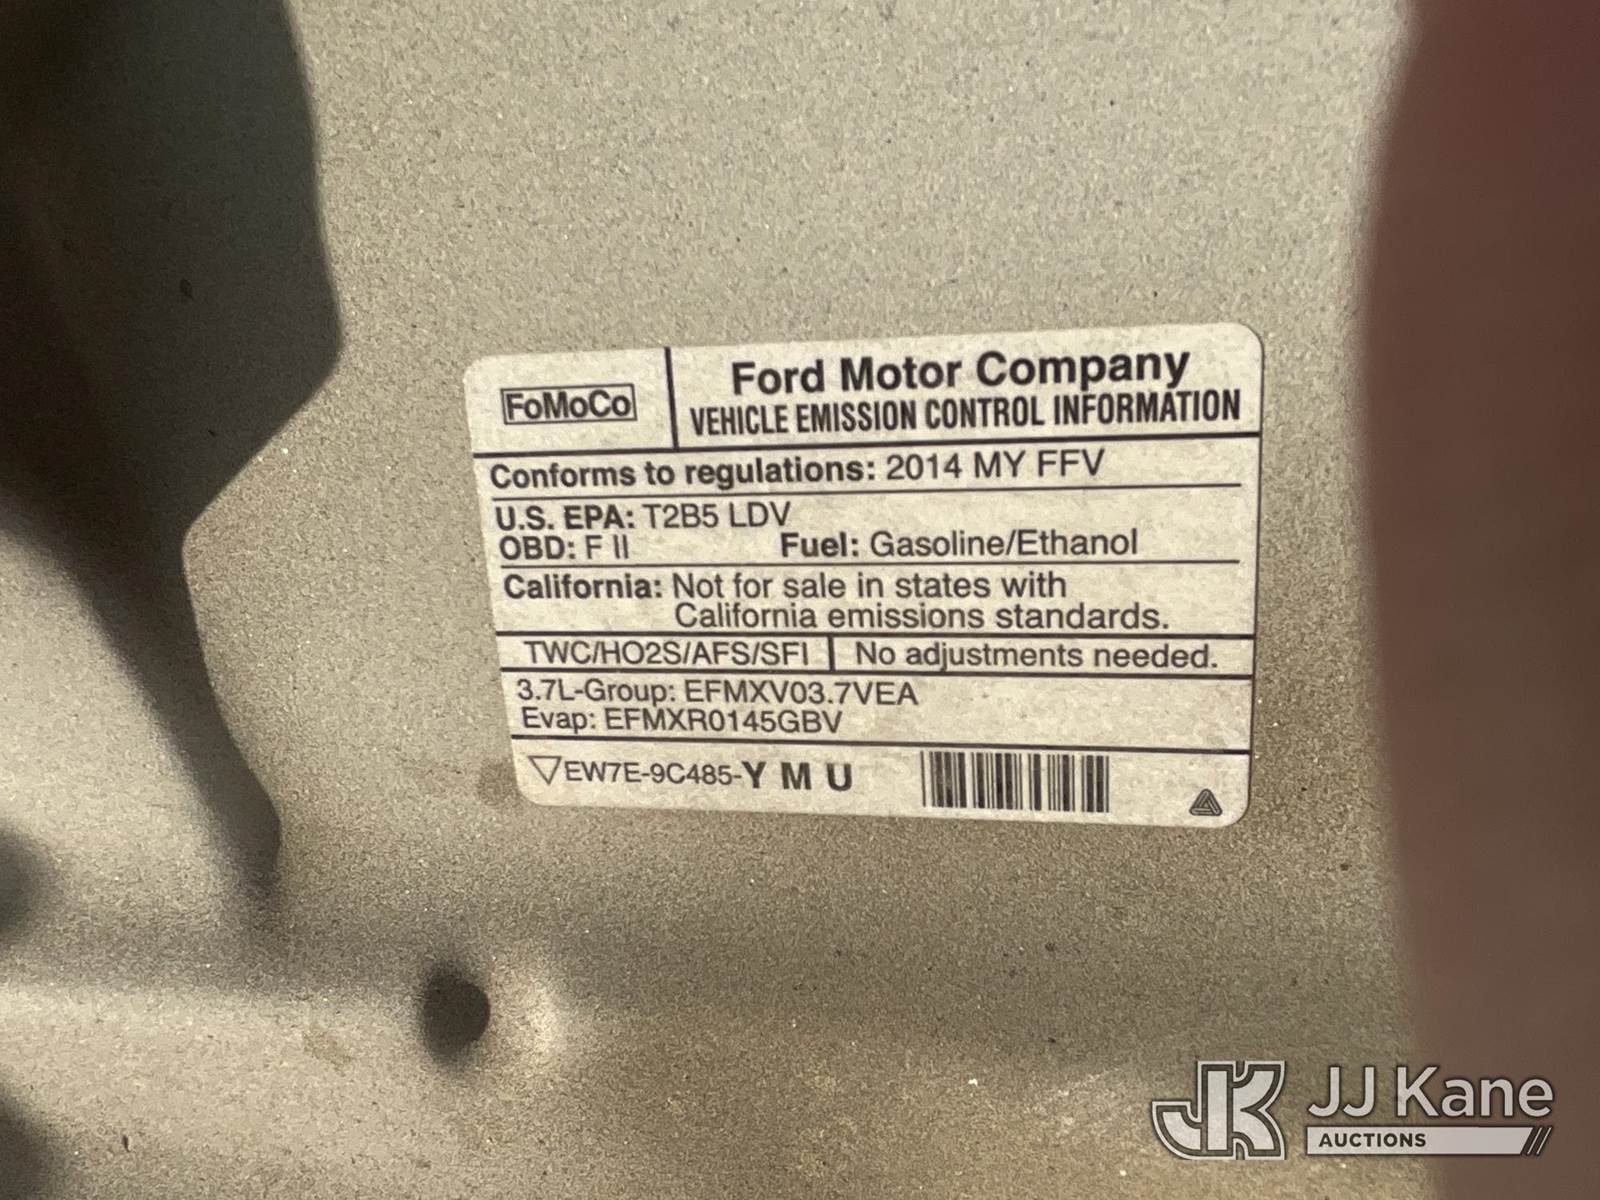 FoMoCo
Ford Motor Company
VEHICLE EMISSION CONTROL INFORMATION
Conforms to regulations: 2014 MY FFV
U.S. EPA: T2B5 LDV
OBD: F II Fuel: Gasoline/Ethanol
California: Not for sale in states with
California emissions standards.
TWC/HO2S/AFS/SFI No adjustments needed.
3.7L-Group: EFMXV03.7VEA
Evap: EFMXR0145GBV
EW7E-9C485-Y M U
JK JJ Kane
AUCTIONS